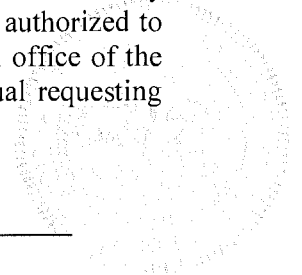 authorized to
office of the
ual requesting